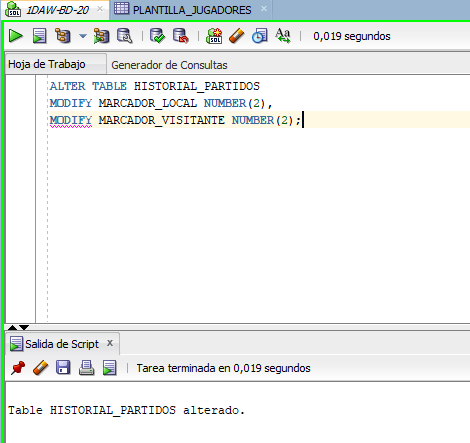 1DAW-BD-20
PLANTILLA_JUGADORES
SQL
0,019 segundos
Hoja de Trabajo
Generador de Consultas
ALTER TABLE HISTORIAL_PARTIDOS
MODIFY MARCADOR_LOCAL NUMBER(2),
MODIFY MARCADOR_VISITANTE NUMBER(2);
Salida de Script
Tarea terminada en 0,019 segundos
Table HISTORIAL_PARTIDOS alterado.